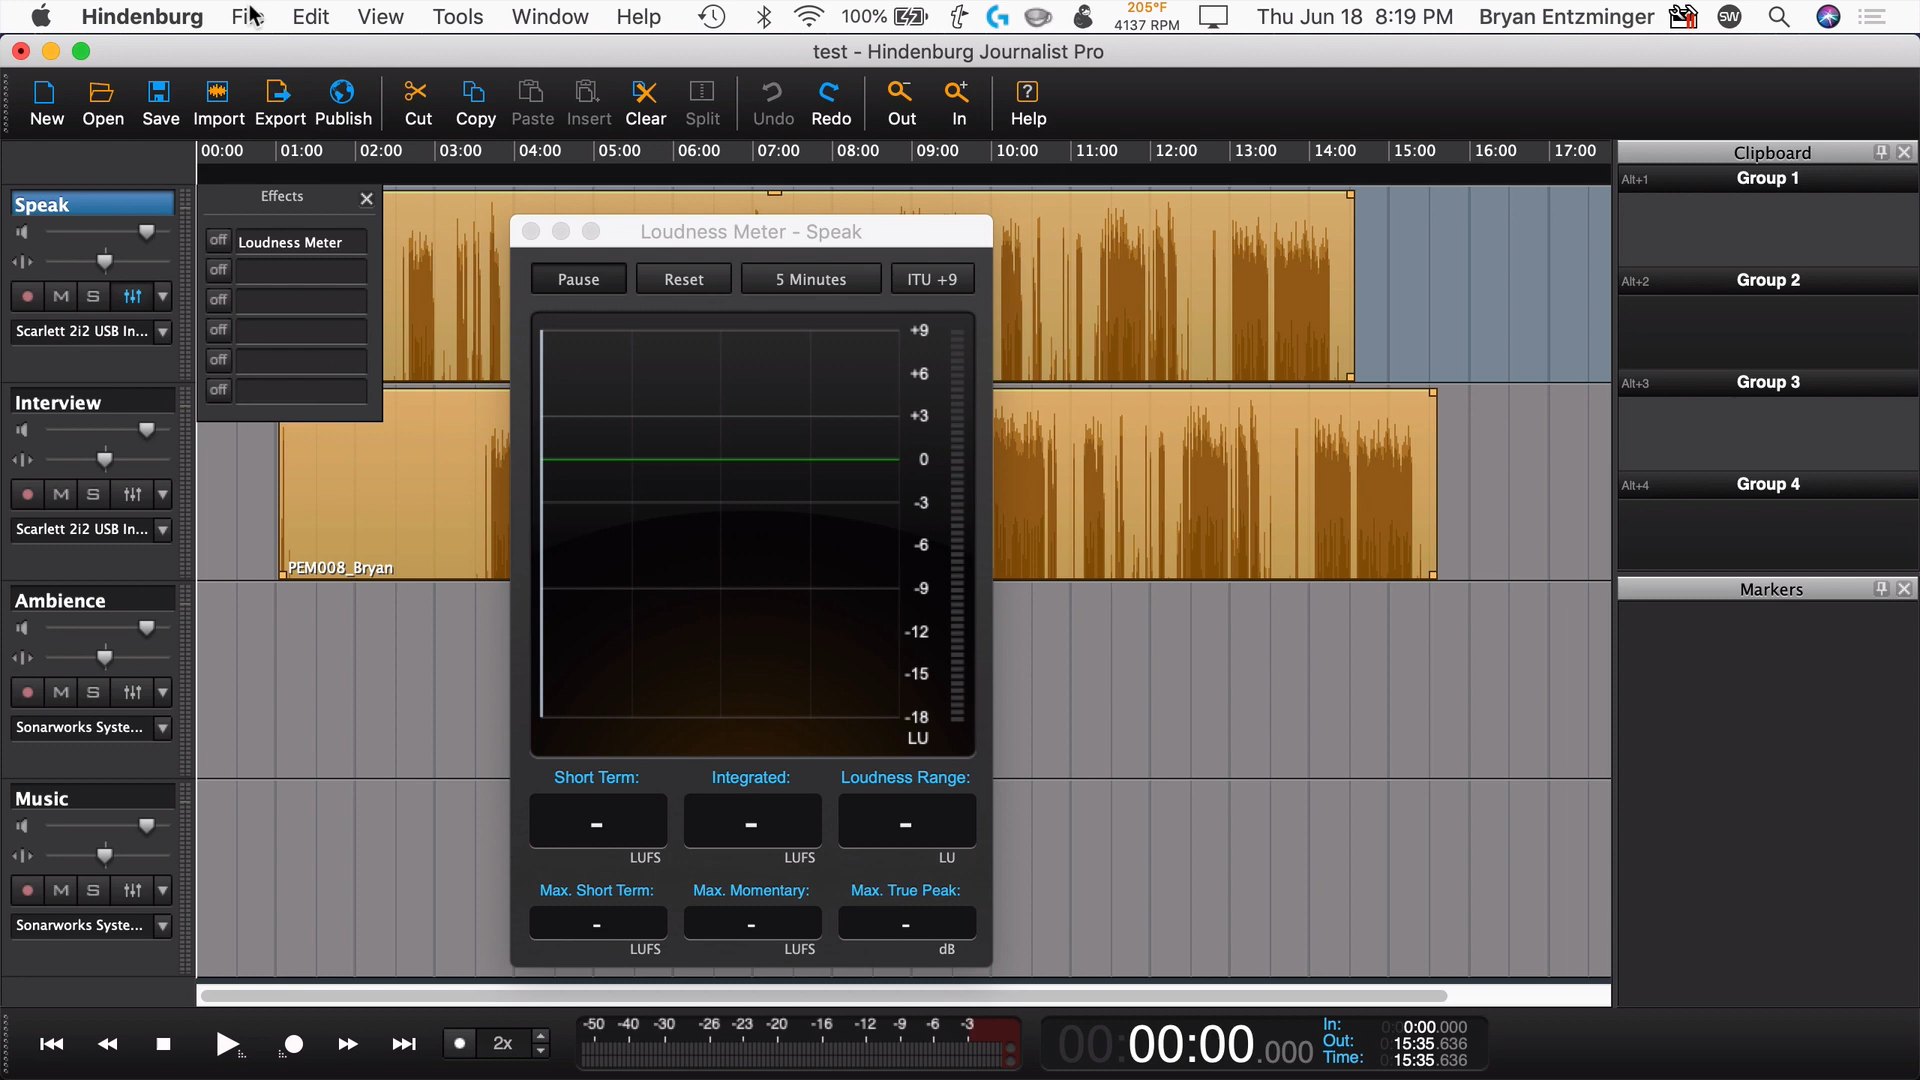 Hindenburg Edit View Tools Window Help 100% 205°F 4137 RPM Thu Jun 18 8:19 PM Bryan Entzminger SW
test - Hindenburg Journalist Pro
New Open Save Import Export Publish Cut Copy Paste Insert Clear Split Undo Redo Out In Help
00:00 01:00 02:00 03:00 04:00 05:00 06:00 07:00 08:00 09:00 10:00 11:00 12:00 13:00 14:00 15:00 16:00 17:00
Clipboard
Alt+1 Group 1
Alt+2 Group 2
Alt+3 Group 3
Alt+4 Group 4
Markers
Speak
M S
Scarlett 2i2 USB In...
Interview
M S
Scarlett 2i2 USB In...
Ambience
M S
Sonarworks Syste...
Music
M S
Sonarworks Syste...
Effects
off Loudness Meter
off
off
off
off
off
PEM008_Bryan
Loudness Meter - Speak
Pause Reset 5 Minutes ITU +9
+9
+6
+3
0
-3
-6
-9
-12
-15
-18
LU
Short Term: Integrated: Loudness Range:
- - -
LUFS LUFS LU
Max. Short Term: Max. Momentary: Max. True Peak:
- - -
LUFS LUFS dB
2x
-50 -40 -30 -26 -23 -20 -16 -12 -9 -6 -3
00:00:00.000
In: 0:0:00.000
Out: 0:15:35.636
Time: 0:15:35.636